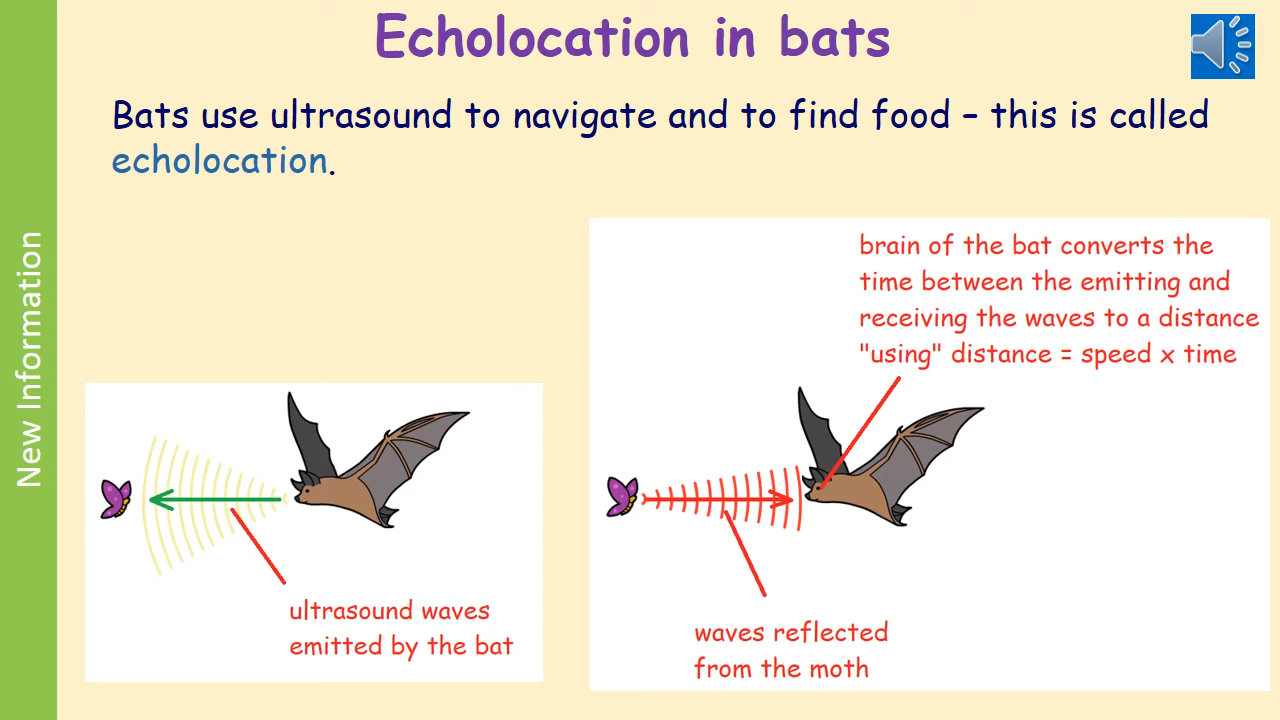 Echolocation in bats
Bats use ultrasound to navigate and to find food – this is called
echolocation.
New Information
ultrasound waves
emitted by the bat
brain of the bat converts the
time between the emitting and
receiving the waves to a distance
"using" distance = speed x time
waves reflected
from the moth